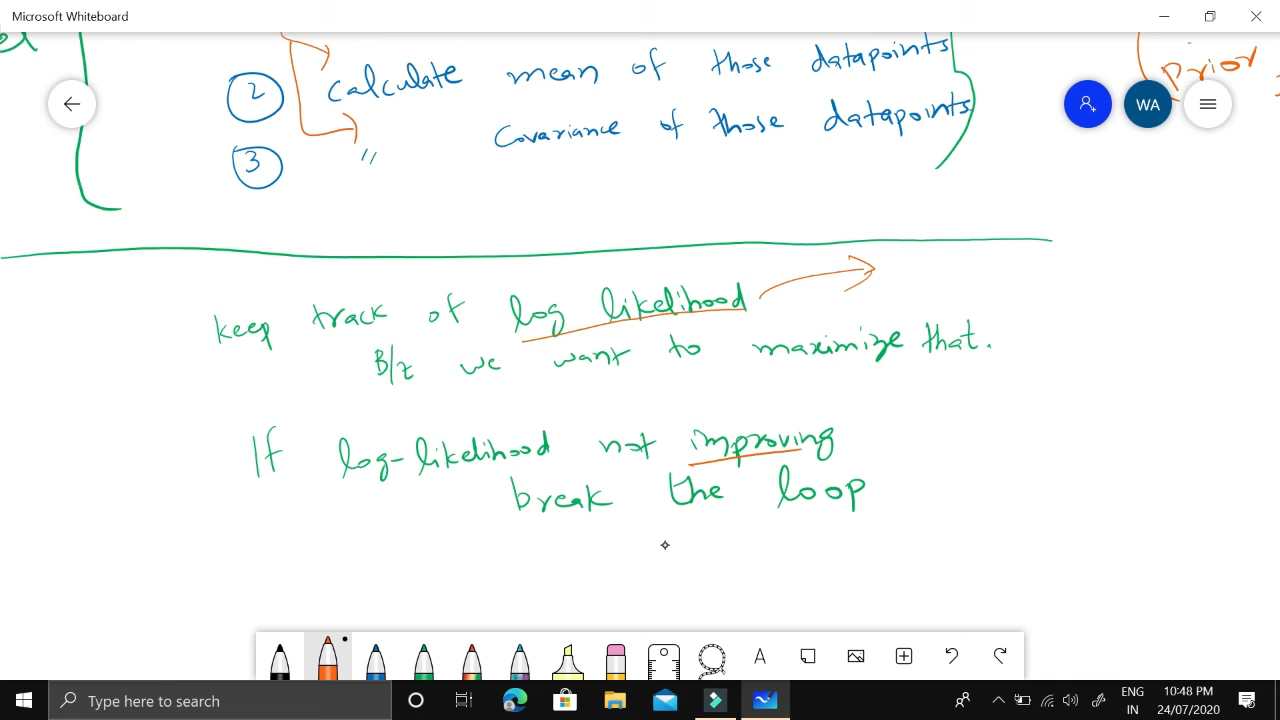 Microsoft Whiteboard
② Calculate mean of those datapoints
Prior
WA
③ " Covariance of those datapoints
keep track of log likelihood
B/z we want to maximize that.
If log-likelihood not improving
break the loop
A
Type here to search
ENG
IN
10:48 PM
24/07/2020